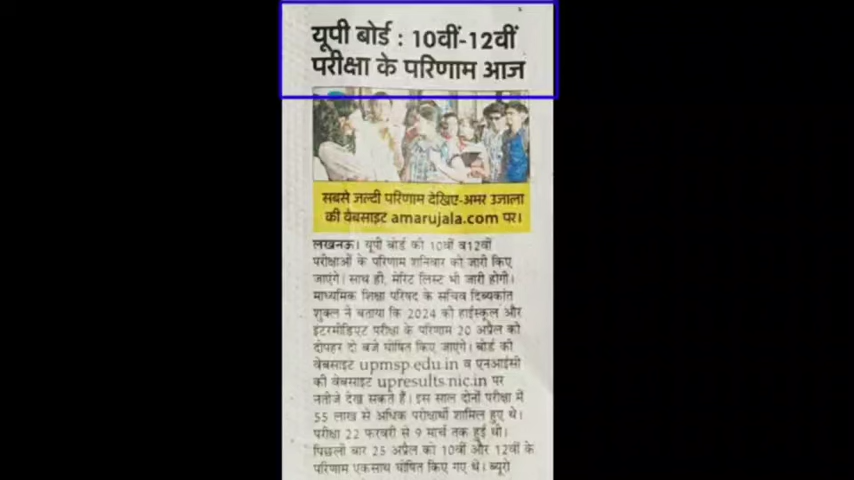 यूपी बोर्ड : 10वीं-12वीं
परीक्षा के परिणाम आज
सबसे जल्दी परिणाम देखिए-अमर उजाला
की वेबसाइट amarujala.com पर।
लखनऊ। यूपी बोर्ड की 10वीं व12वीं
परीक्षाओं के परिणाम शनिवार को जारी किए
जाएंगे। साथ ही, मेरिट लिस्ट भी जारी होगी।
माध्यमिक शिक्षा परिषद के सचिव दिब्यकांत
शुक्ल ने बताया कि 2024 की हाईस्कूल और
इंटरमीडिएट परीक्षा के परिणाम 20 अप्रैल को
दोपहर दो बजे घोषित किए जाएंगे। बोर्ड की
वेबसाइट upmsp.edu.in व एनआईसी
की वेबसाइट upresults.nic.in पर
नतीजे देख सकते हैं। इस साल दोनों परीक्षा में
55 लाख से अधिक परीक्षार्थी शामिल हुए थे।
परीक्षा 22 फरवरी से 9 मार्च तक हुई थी।
पिछली बार 25 अप्रैल को 10वीं और 12वीं के
परिणाम एकसाथ घोषित किए गए थे। ब्यूरो